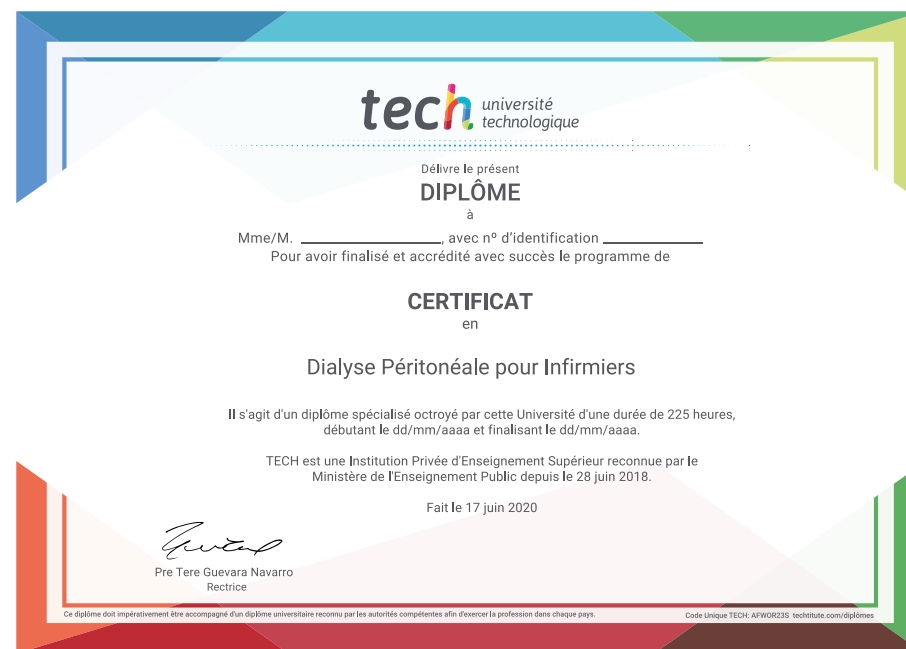 tech université
technologique
Délivre le présent
DIPLÔME
à
Mme/M. ____________________, avec nº d'identification ______________
Pour avoir finalisé et accrédité avec succès le programme de
CERTIFICAT
en
Dialyse Péritonéale pour Infirmiers
Il s'agit d'un diplôme spécialisé octroyé par cette Université d'une durée de 225 heures,
débutant le dd/mm/aaaa et finalisant le dd/mm/aaaa.
TECH est une Institution Privée d'Enseignement Supérieur reconnue par le
Ministère de l'Enseignement Public depuis le 28 juin 2018.
Fait le 17 juin 2020
Pre Tere Guevara Navarro
Rectrice
Ce diplôme doit impérativement être accompagné d'un diplôme universitaire reconnu par les autorités compétentes afin d'exercer la profession dans chaque pays.
Code Unique TECH: AFWOR23S techtitute.com/diplômes